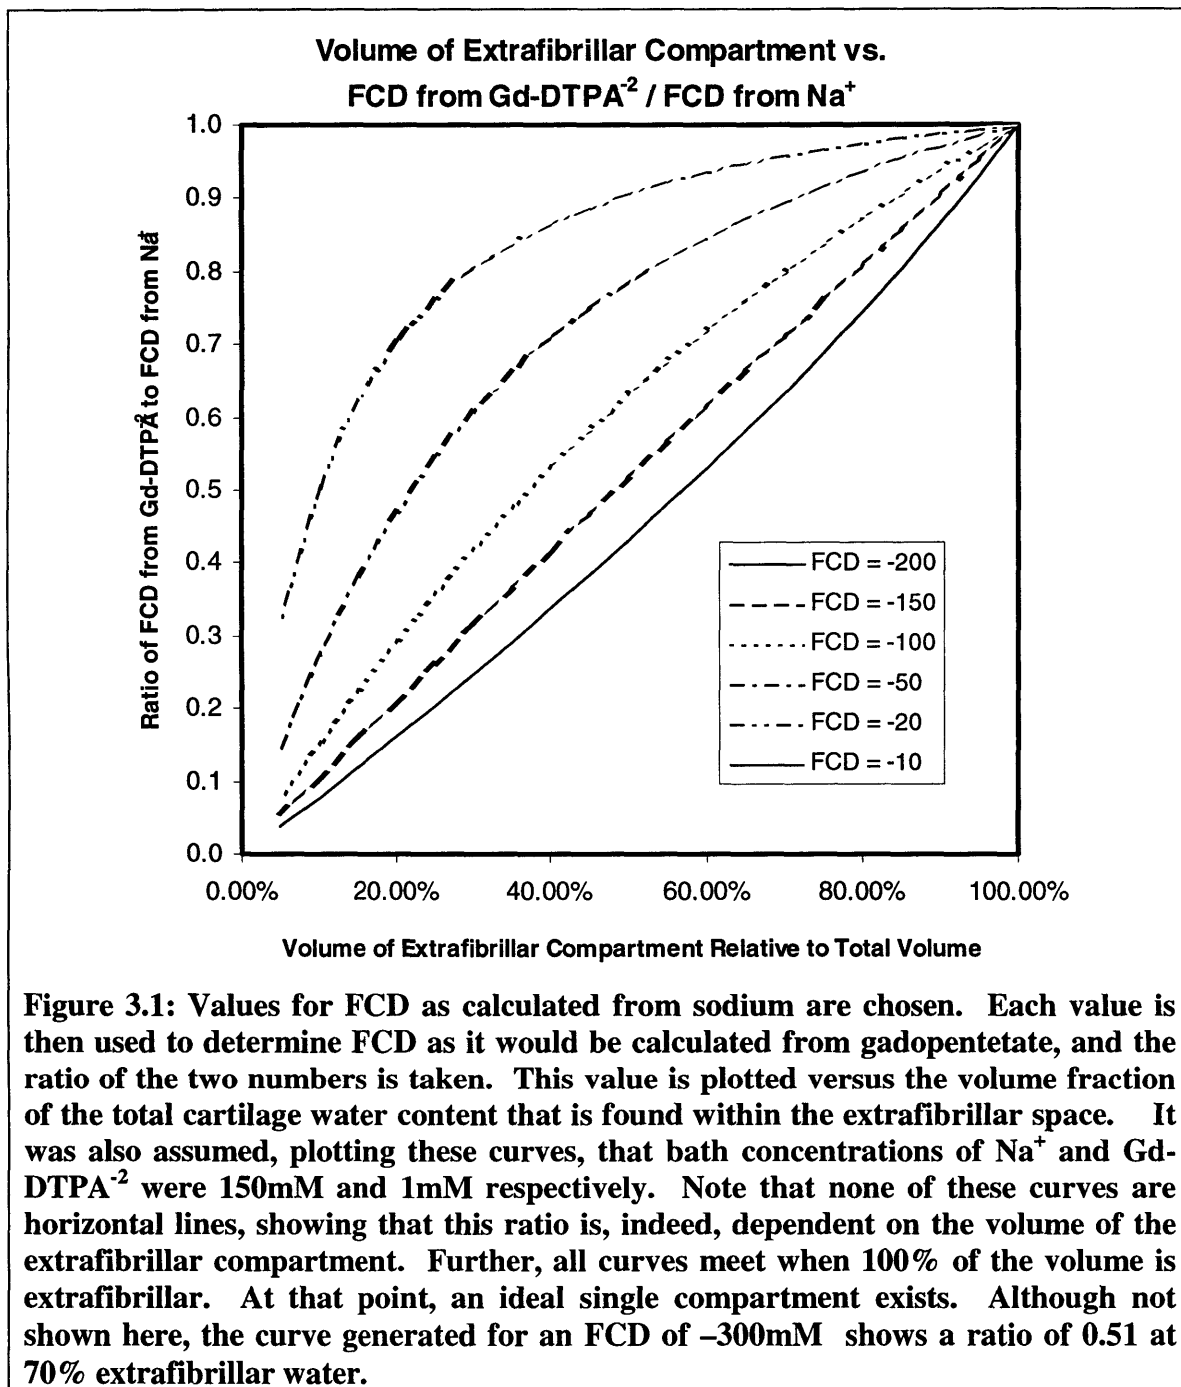 Volume of Extrafibrillar Compartment vs.
FCD from Gd-DTPA-2 / FCD from Na+
1.0
0.9
0.8
0.7
0.6
0.5
0.4
0.3
0.2
0.1
0.0
Ratio of FCD from Gd-DTPA-2 to FCD from Na+
FCD = -200
FCD = -150
FCD = -100
FCD = -50
FCD = -20
FCD = -10
0.00% 20.00% 40.00% 60.00% 80.00% 100.00%
Volume of Extrafibrillar Compartment Relative to Total Volume
Figure 3.1: Values for FCD as calculated from sodium are chosen. Each value is
then used to determine FCD as it would be calculated from gadopentetate, and the
ratio of the two numbers is taken. This value is plotted versus the volume fraction
of the total cartilage water content that is found within the extrafibrillar space. It
was also assumed, plotting these curves, that bath concentrations of Na+ and Gd-
DTPA-2 were 150mM and 1mM respectively. Note that none of these curves are
horizontal lines, showing that this ratio is, indeed, dependent on the volume of the
extrafibrillar compartment. Further, all curves meet when 100% of the volume is
extrafibrillar. At that point, an ideal single compartment exists. Although not
shown here, the curve generated for an FCD of –300mM shows a ratio of 0.51 at
70% extrafibrillar water.